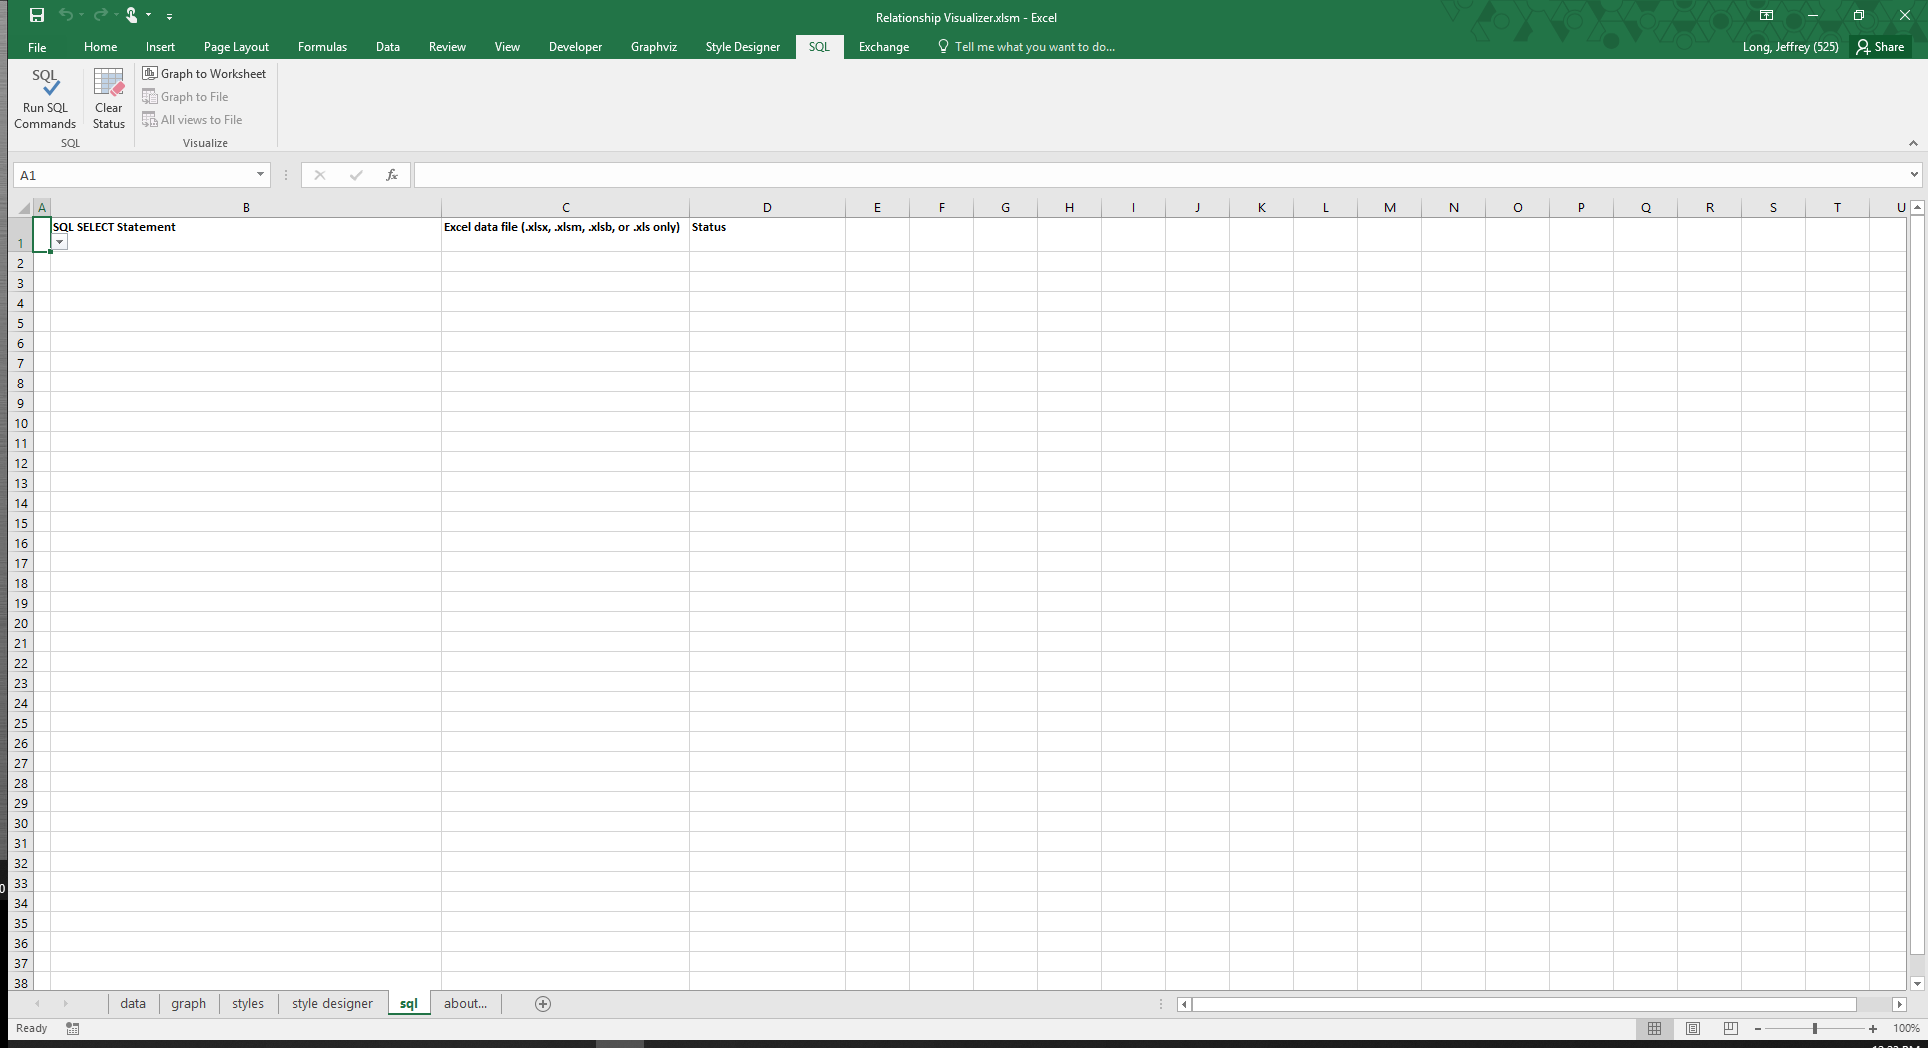 Relationship Visualizer.xlsm - Excel
File Home Insert Page Layout Formulas Data Review View Developer Graphviz Style Designer SQL Exchange Tell me what you want to do... Long, Jeffrey (525) Share
SQL
Run SQL
Commands
Clear
Status
SQL
Graph to Worksheet
Graph to File
All views to File
Visualize
A1
fx
A B C D E F G H I J K L M N O P Q R S T U
1 SQL SELECT Statement Excel data file (.xlsx, .xlsm, .xlsb, or .xls only) Status
2
3
4
5
6
7
8
9
10
11
12
13
14
15
16
17
18
19
20
21
22
23
24
25
26
27
28
29
30
31
32
33
34
35
36
37
38
data graph styles style designer sql about...
Ready 100%